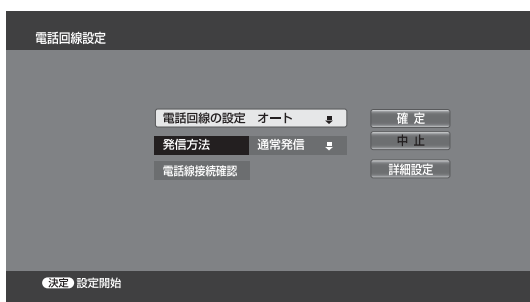 電話回線設定
電話回線の設定 オート 確定
発信方法 通常発信 中止
電話線接続確認 詳細設定
決定 設定開始